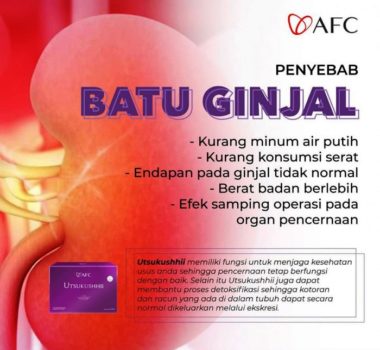 AFC
PENYEBAB
BATU GINJAL
- Kurang minum air putih
- Kurang konsumsi serat
- Endapan pada ginjal tidak normal
- Berat badan berlebih
- Efek samping operasi pada
organ pencernaan
AFC
UTSUKUSHHII
Utsukushhii memiliki fungsi untuk menjaga kesehatan
usus anda sehingga pencernaan tetap berfungsi
dengan baik. Selain itu Utsukushhii juga dapat
membantu proses detoksifikasi sehingga kotoran
dan racun yang ada di dalam tubuh dapat secara
normal dikeluarkan melalui ekskresi.